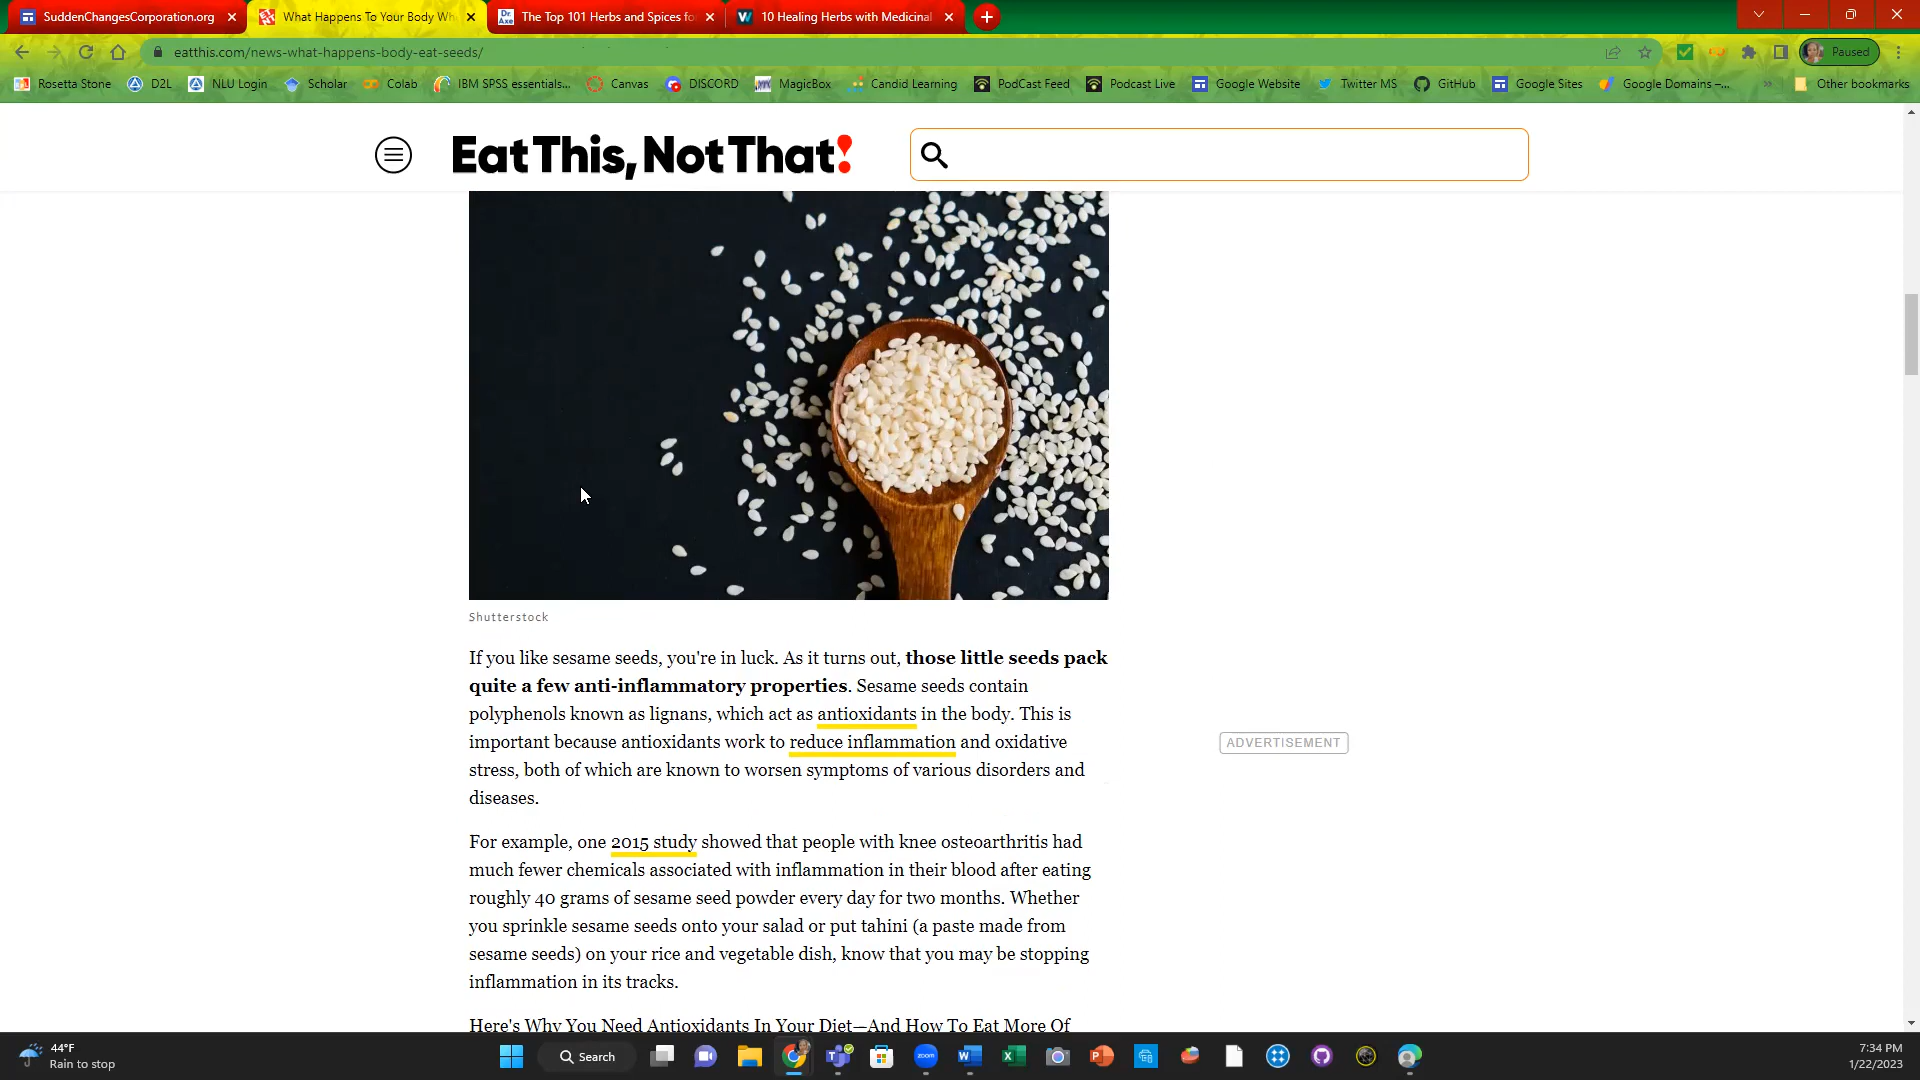 SuddenChangesCorporation.org
What Happens To Your Body Wh
The Top 101 Herbs and Spices fo
10 Healing Herbs with Medicinal
eatthis.com/news-what-happens-body-eat-seeds/
Paused
Rosetta Stone
D2L
NLU Login
Scholar
Colab
IBM SPSS essentials...
Canvas
DISCORD
MagicBox
Candid Learning
PodCast Feed
Podcast Live
Google Website
Twitter MS
GitHub
Google Sites
Google Domains –...
»
Other bookmarks
Eat This, Not That!
Shutterstock
If you like sesame seeds, you're in luck. As it turns out, those little seeds pack
quite a few anti-inflammatory properties. Sesame seeds contain
polyphenols known as lignans, which act as antioxidants in the body. This is
important because antioxidants work to reduce inflammation and oxidative
stress, both of which are known to worsen symptoms of various disorders and
diseases.
ADVERTISEMENT
For example, one 2015 study showed that people with knee osteoarthritis had
much fewer chemicals associated with inflammation in their blood after eating
roughly 40 grams of sesame seed powder every day for two months. Whether
you sprinkle sesame seeds onto your salad or put tahini (a paste made from
sesame seeds) on your rice and vegetable dish, know that you may be stopping
inflammation in its tracks.
Here's Why You Need Antioxidants In Your Diet—And How To Eat More Of
44°F
Rain to stop
Search
zoom
7:34 PM
1/22/2023